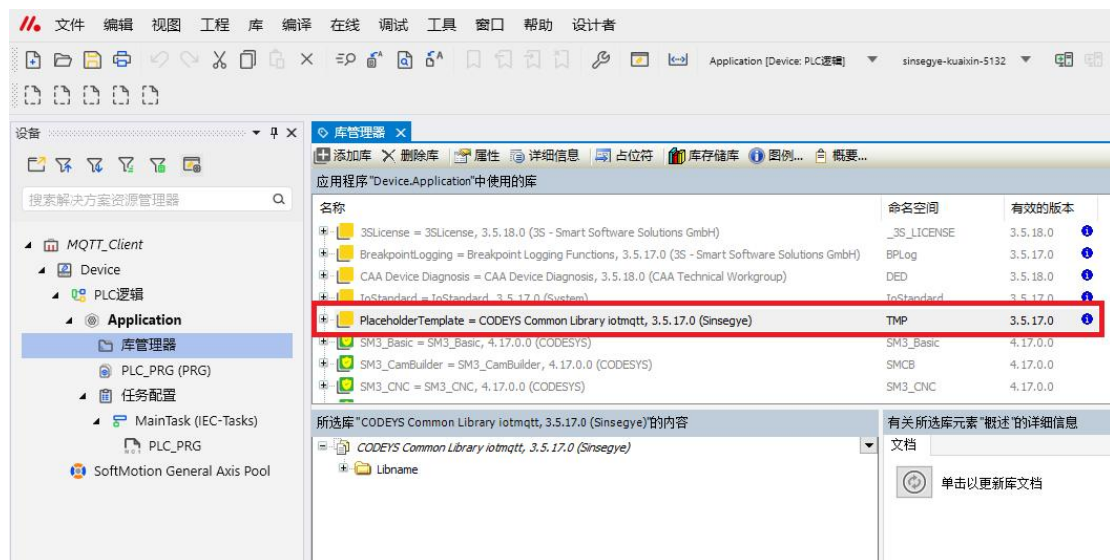 文件 编辑 视图 工程 库 编译 在线 调试 工具 窗口 帮助 设计者
Application [Device: PLC逻辑] sinsegye-kuaixin-5132
设备
搜索解决方案资源管理器
MQTT_Client
Device
PLC逻辑
Application
库管理器
PLC_PRG (PRG)
任务配置
MainTask (IEC-Tasks)
PLC_PRG
SoftMotion General Axis Pool
库管理器
添加库 删除库 属性 详细信息 占位符 库存储库 图例... 概要...
应用程序"Device.Application"中使用的库
名称 命名空间 有效的版本
3SLicense = 3SLicense, 3.5.18.0 (3S - Smart Software Solutions GmbH) _3S_LICENSE 3.5.18.0
BreakpointLogging = Breakpoint Logging Functions, 3.5.17.0 (3S - Smart Software Solutions GmbH) BPLog 3.5.17.0
CAA Device Diagnosis = CAA Device Diagnosis, 3.5.18.0 (CAA Technical Workgroup) DED 3.5.18.0
IoStandard = IoStandard, 3.5.17.0 (System) IoStandard 3.5.17.0
PlaceholderTemplate = CODEYS Common Library iotmqtt, 3.5.17.0 (Sinsegye) TMP 3.5.17.0
SM3_Basic = SM3_Basic, 4.17.0.0 (CODESYS) SM3_Basic 4.17.0.0
SM3_CamBuilder = SM3_CamBuilder, 4.17.0.0 (CODESYS) SMCB 4.17.0.0
SM3_CNC = SM3_CNC, 4.17.0.0 (CODESYS) SM3_CNC 4.17.0.0
所选库"CODEYS Common Library iotmqtt, 3.5.17.0 (Sinsegye)"的内容
CODEYS Common Library iotmqtt, 3.5.17.0 (Sinsegye)
Libname
有关所选库元素"概述"的详细信息
文档
单击以更新库文档